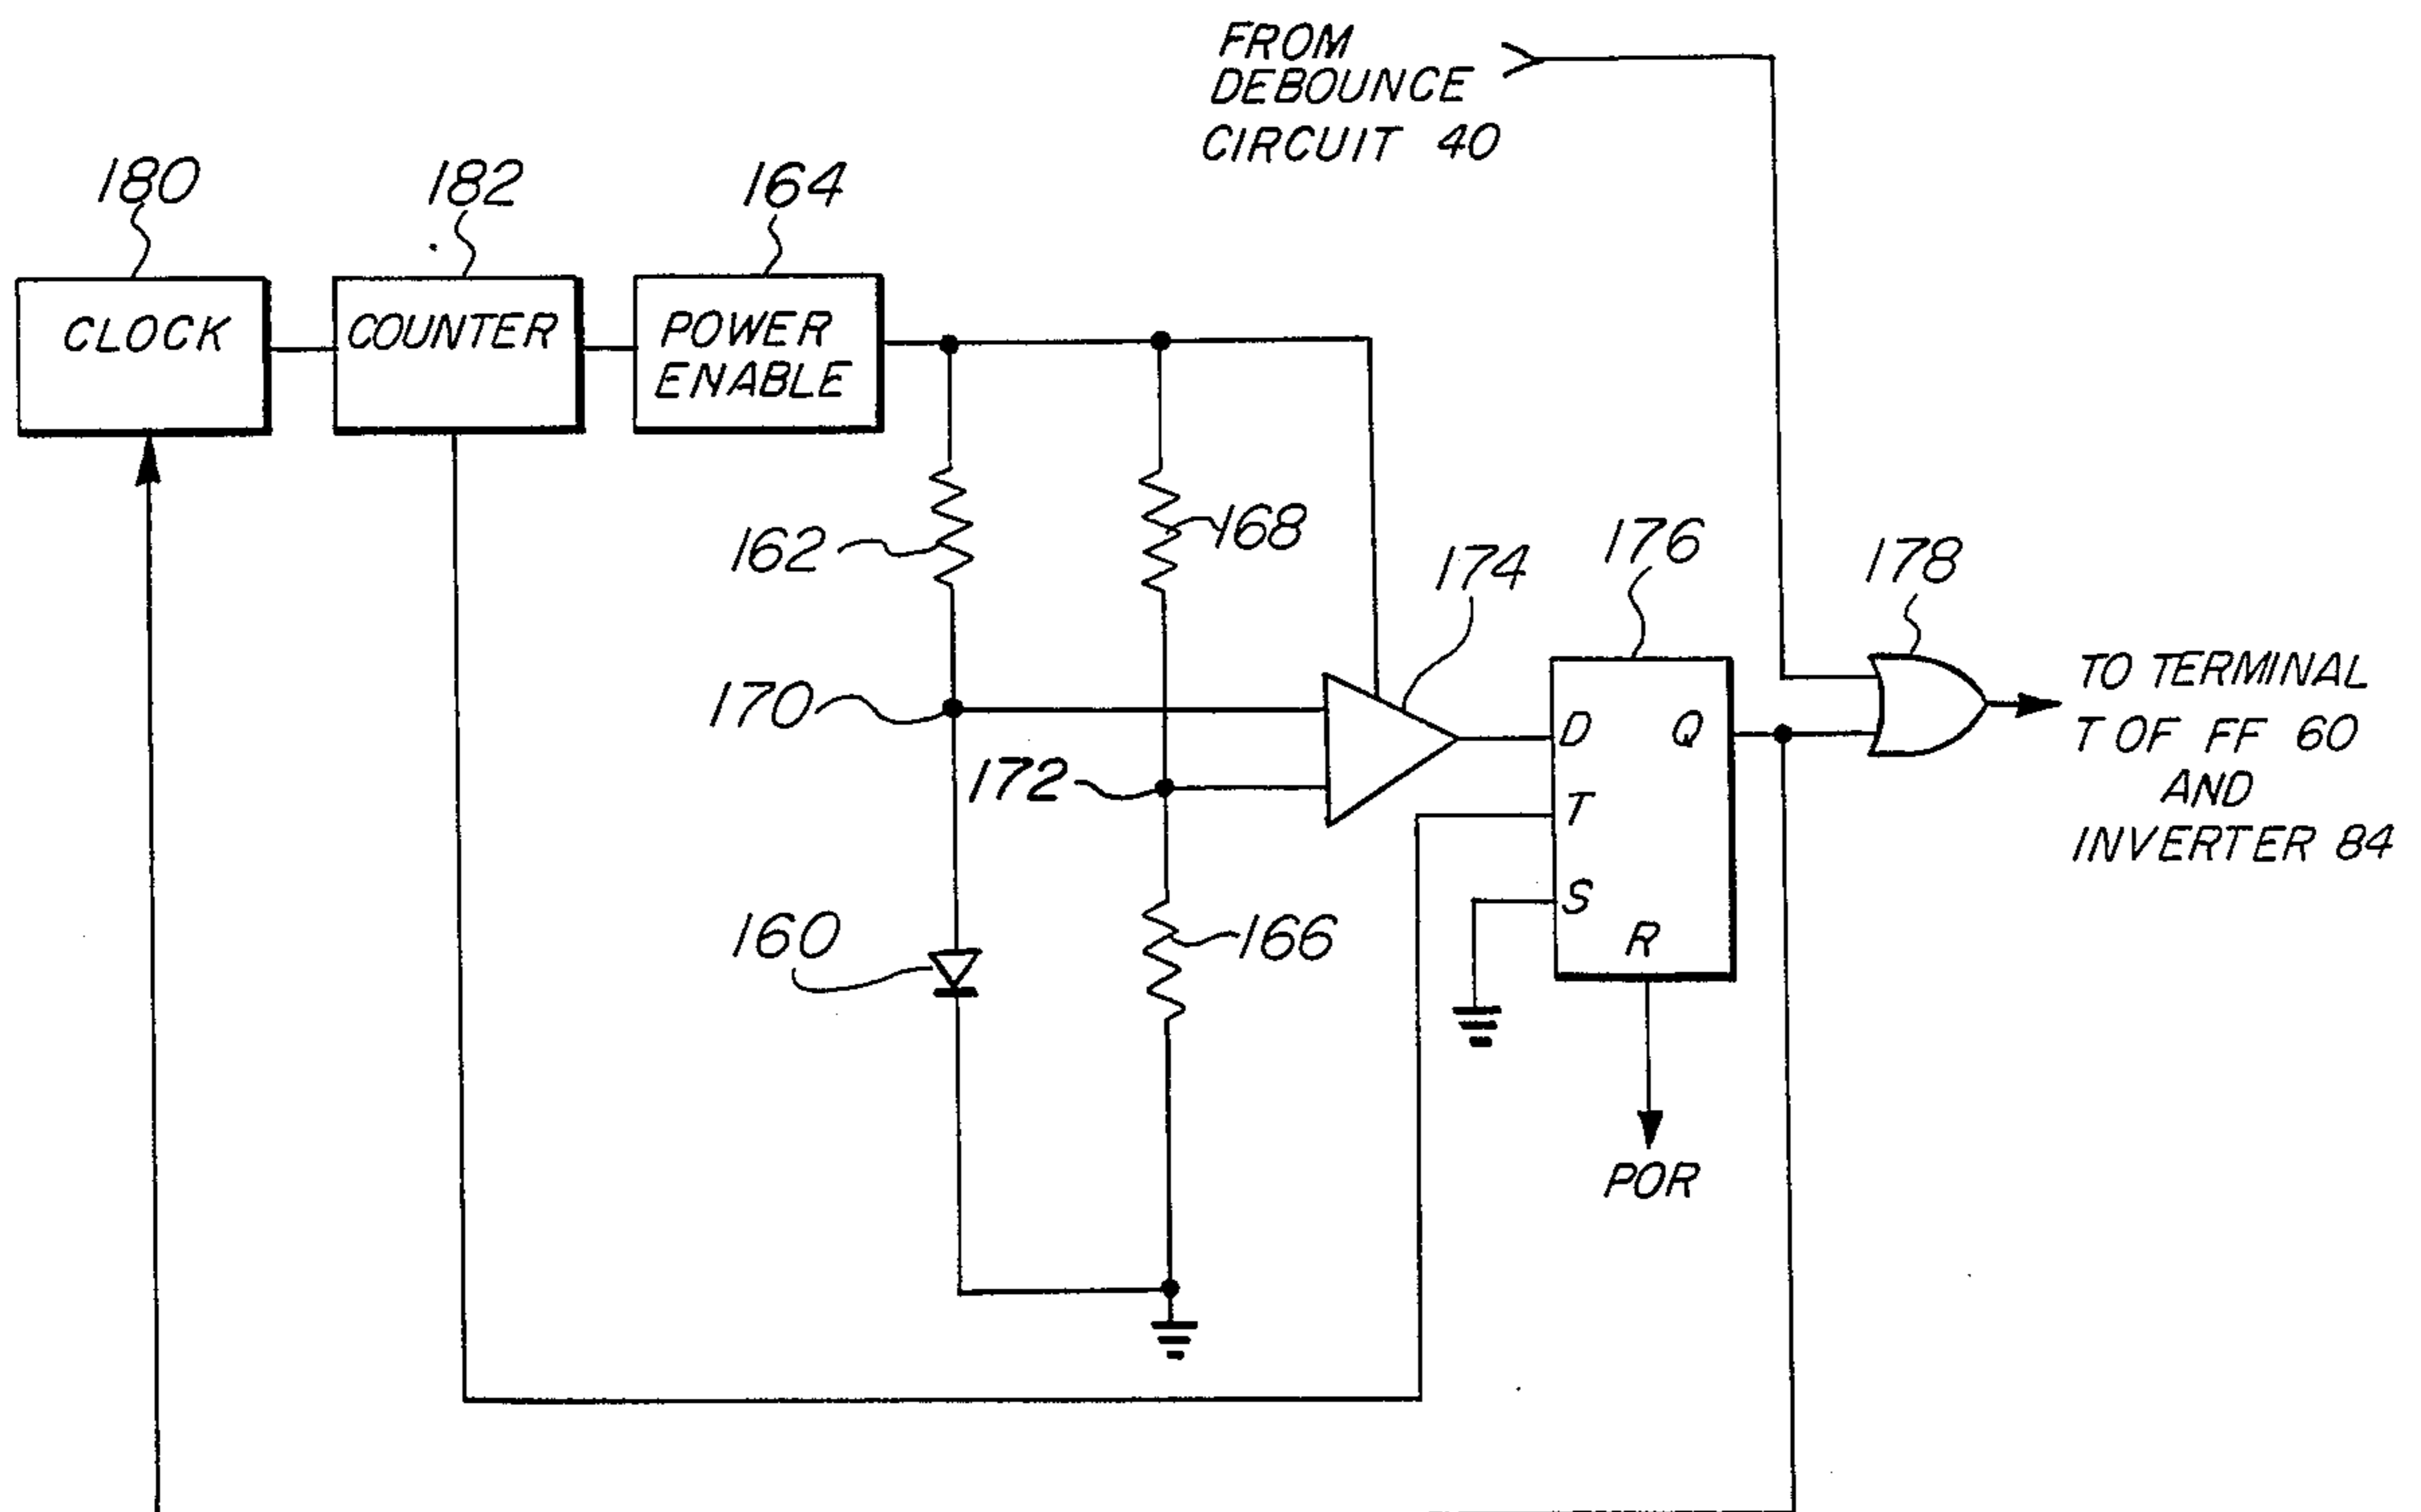 FROM
DEBOUNCE
CIRCUIT 40
180
182
164
CLOCK
COUNTER
POWER
ENABLE
162
168
174
176
178
170
172
D
Q
T
S
R
TO TERMINAL
T OF FF 60
AND
INVERTER 84
160
166
POR